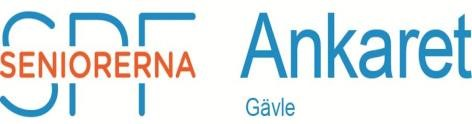 SPF
SENIORERNA
Ankaret
Gävle